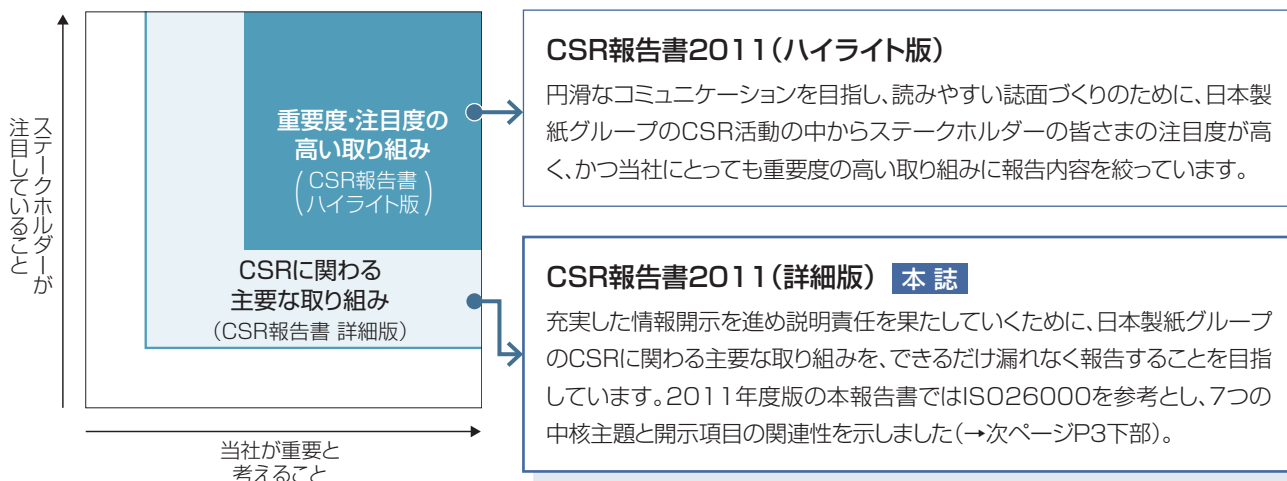 ステークホルダーが
注目していること
重要度・注目度の
高い取り組み
（CSR報告書
ハイライト版）
CSRに関わる
主要な取り組み
（CSR報告書 詳細版）
当社が重要と
考えること
CSR報告書2011（ハイライト版）
円滑なコミュニケーションを目指し、読みやすい誌面づくりのために、日本製
紙グループのCSR活動の中からステークホルダーの皆さまの注目度が高
く、かつ当社にとっても重要度の高い取り組みに報告内容を絞っています。
CSR報告書2011（詳細版） 本 誌
充実した情報開示を進め説明責任を果たしていくために、日本製紙グループ
のCSRに関わる主要な取り組みを、できるだけ漏れなく報告することを目指
しています。2011年度版の本報告書ではISO26000を参考とし、7つの
中核主題と開示項目の関連性を示しました（→次ページP3下部）。